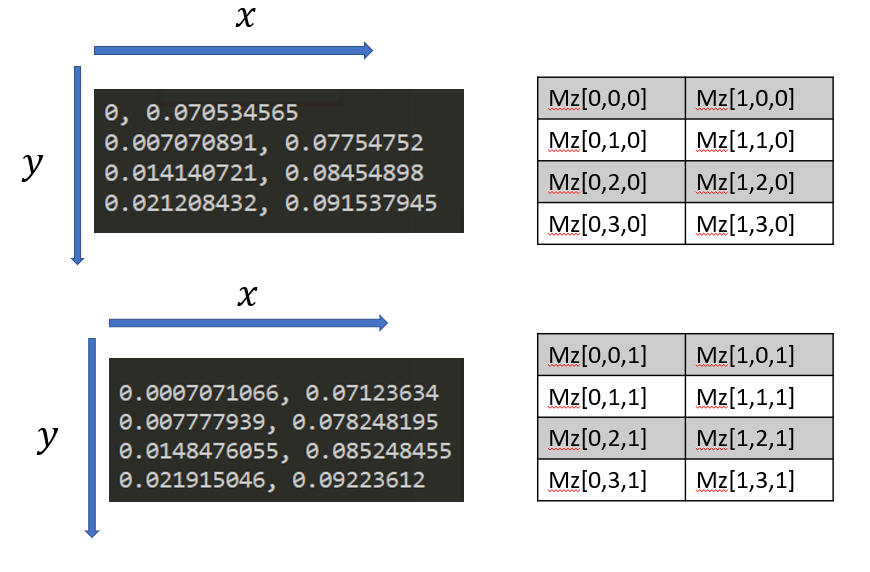 x
y
0, 0.070534565
0.007070891, 0.07754752
0.014140721, 0.08454898
0.021208432, 0.091537945
Mz[0,0,0] Mz[1,0,0]
Mz[0,1,0] Mz[1,1,0]
Mz[0,2,0] Mz[1,2,0]
Mz[0,3,0] Mz[1,3,0]
x
y
0.0007071066, 0.07123634
0.007777939, 0.078248195
0.0148476055, 0.085248455
0.021915046, 0.09223612
Mz[0,0,1] Mz[1,0,1]
Mz[0,1,1] Mz[1,1,1]
Mz[0,2,1] Mz[1,2,1]
Mz[0,3,1] Mz[1,3,1]